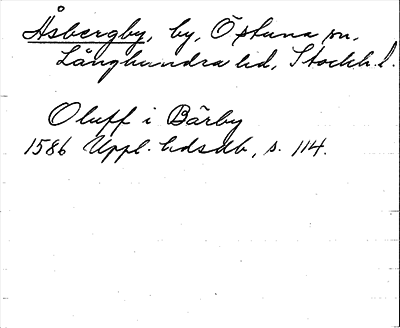 Åsbergby, by, Östuna sn,
Långhundra hd, Stockh. l.
Oluff i Bärby
1586 Uppl. hdsdb, s. 114.